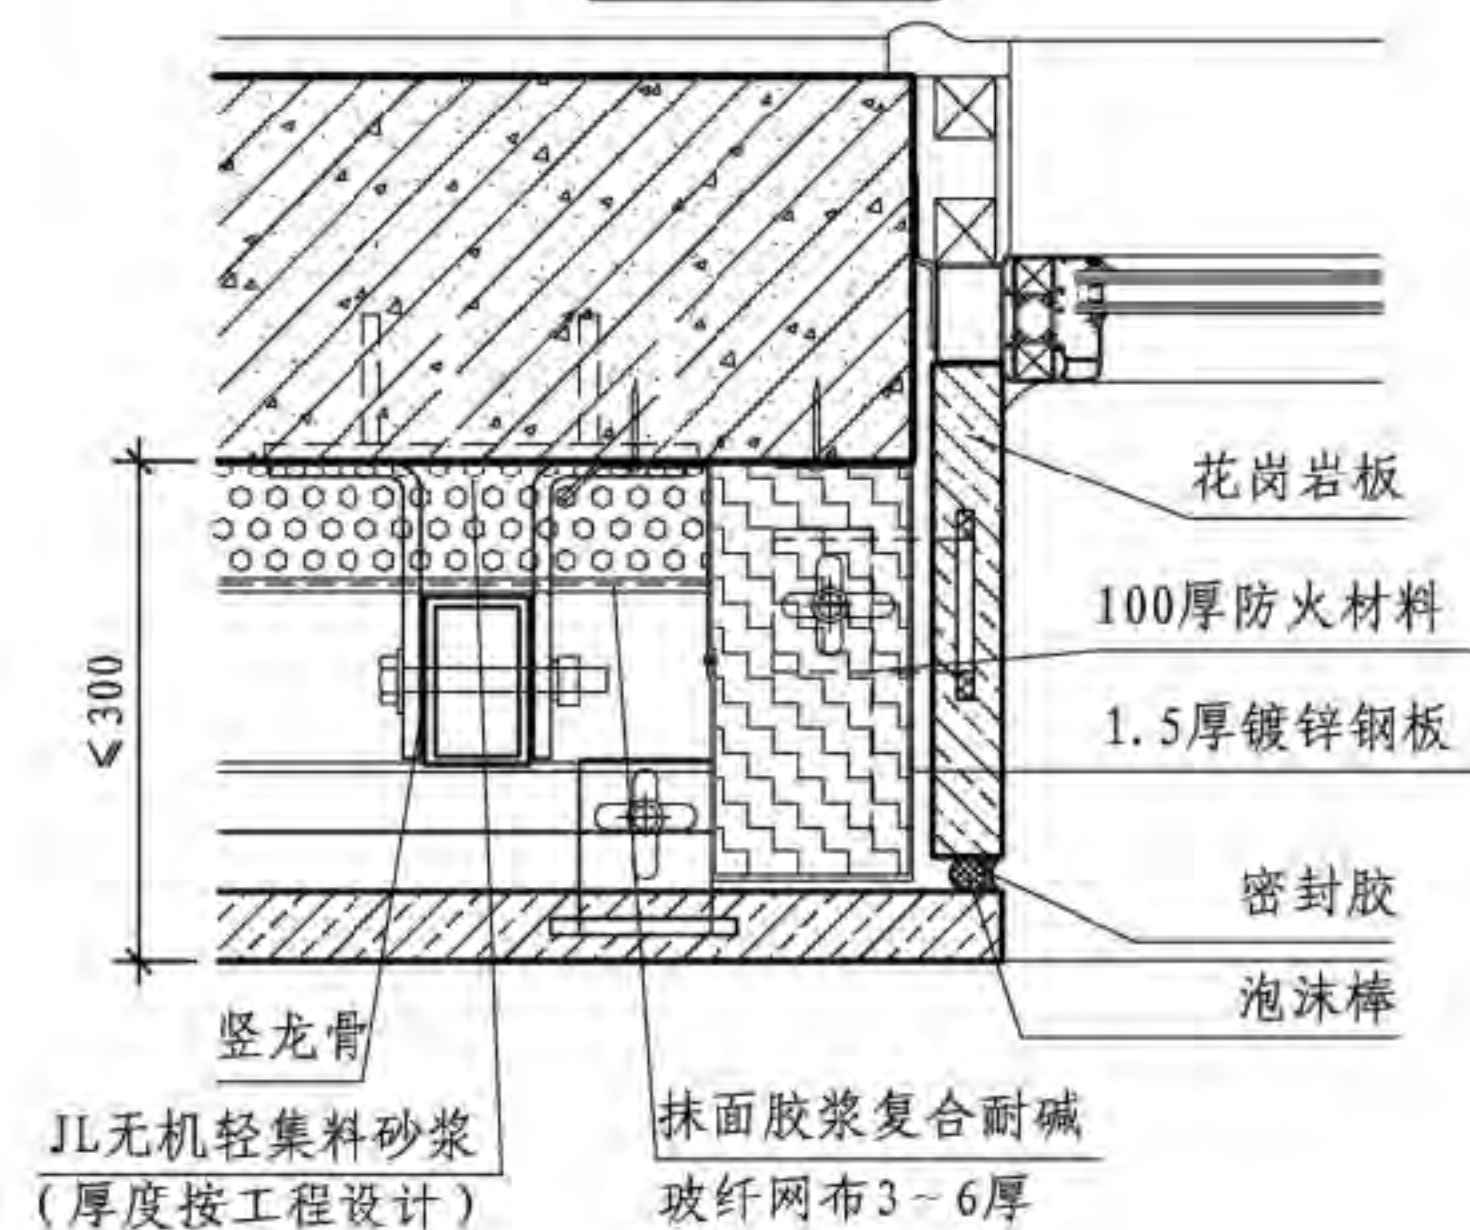 花岗岩板
100厚防火材料
1.5厚镀锌钢板
≤300
密封胶
泡沫棒
竖龙骨
JL无机轻集料砂浆
(厚度按工程设计)
抹面胶浆复合耐碱
玻纤网布3~6厚